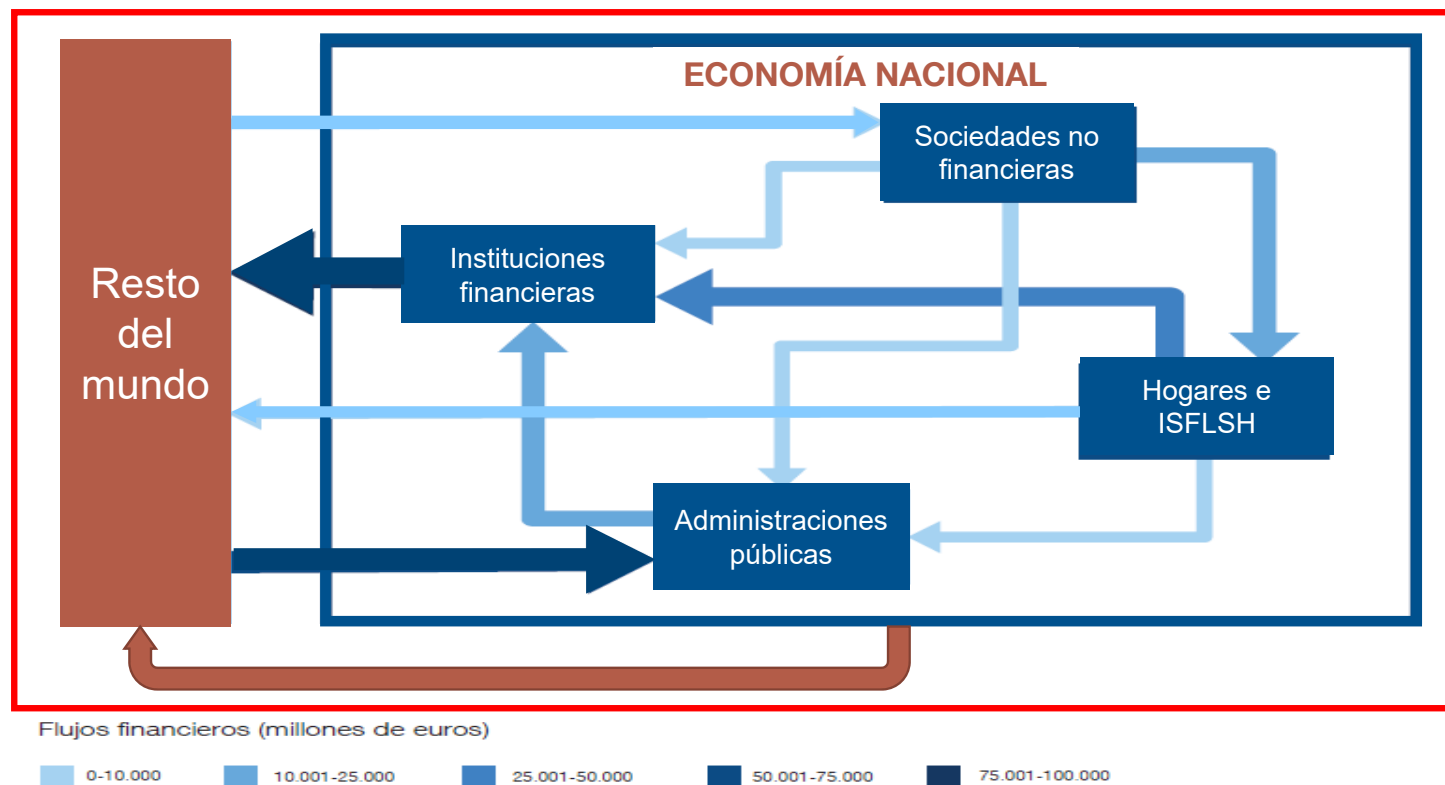 ECONOMÍA NACIONAL
Sociedades no
financieras
Instituciones
financieras
Resto
del
mundo
Hogares e
ISFLSH
Administraciones
públicas
Flujos financieros (millones de euros)
0-10.000
10.001-25.000
25.001-50.000
50.001-75.000
75.001-100.000